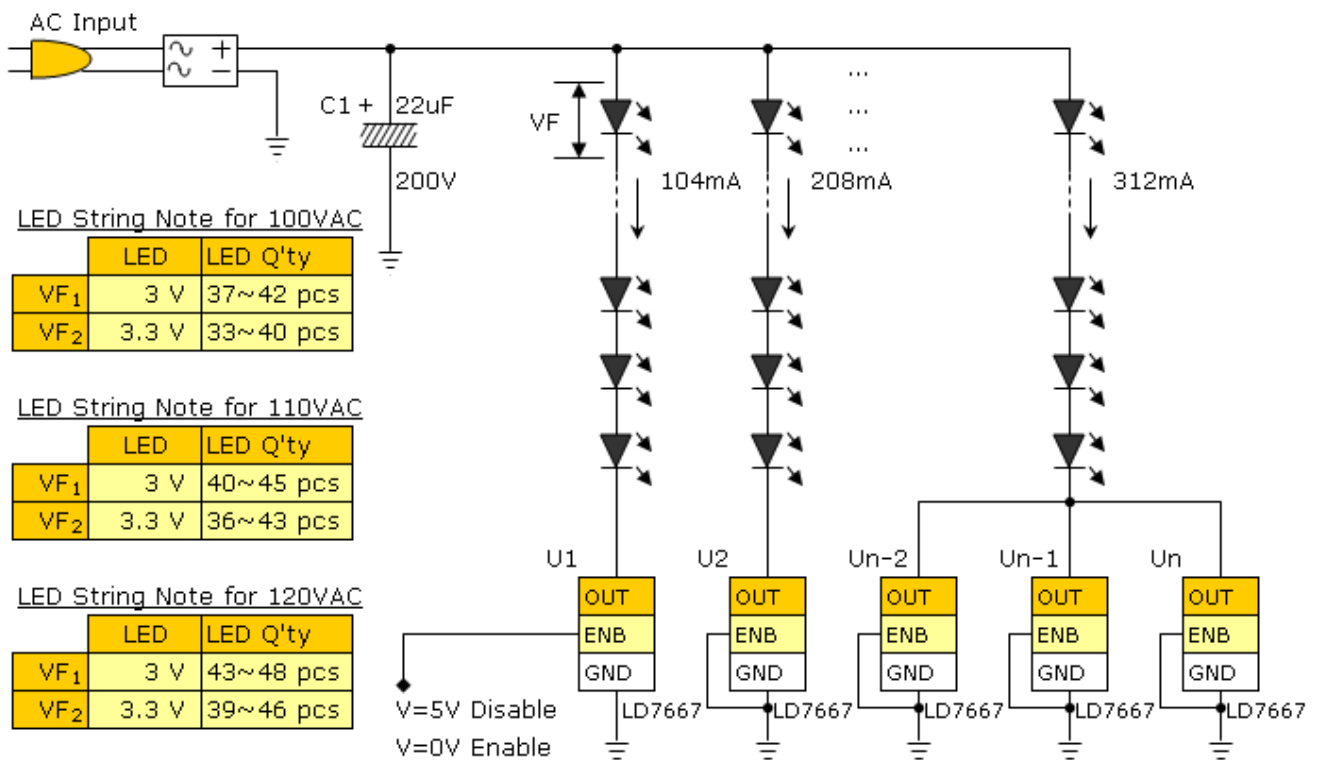 AC Input
∿ +
∿ −
C1 + 22uF
200V
VF
...
...
...
104mA
208mA
312mA
LED String Note for 100VAC
LED LED Q'ty
VF₁ 3 V 37~42 pcs
VF₂ 3.3 V 33~40 pcs
LED String Note for 110VAC
LED LED Q'ty
VF₁ 3 V 40~45 pcs
VF₂ 3.3 V 36~43 pcs
LED String Note for 120VAC
LED LED Q'ty
VF₁ 3 V 43~48 pcs
VF₂ 3.3 V 39~46 pcs
U1
OUT
ENB
GND
LD7667
V=5V Disable
V=0V Enable
U2
OUT
ENB
GND
LD7667
Un-2
OUT
ENB
GND
LD7667
Un-1
OUT
ENB
GND
LD7667
Un
OUT
ENB
GND
LD7667